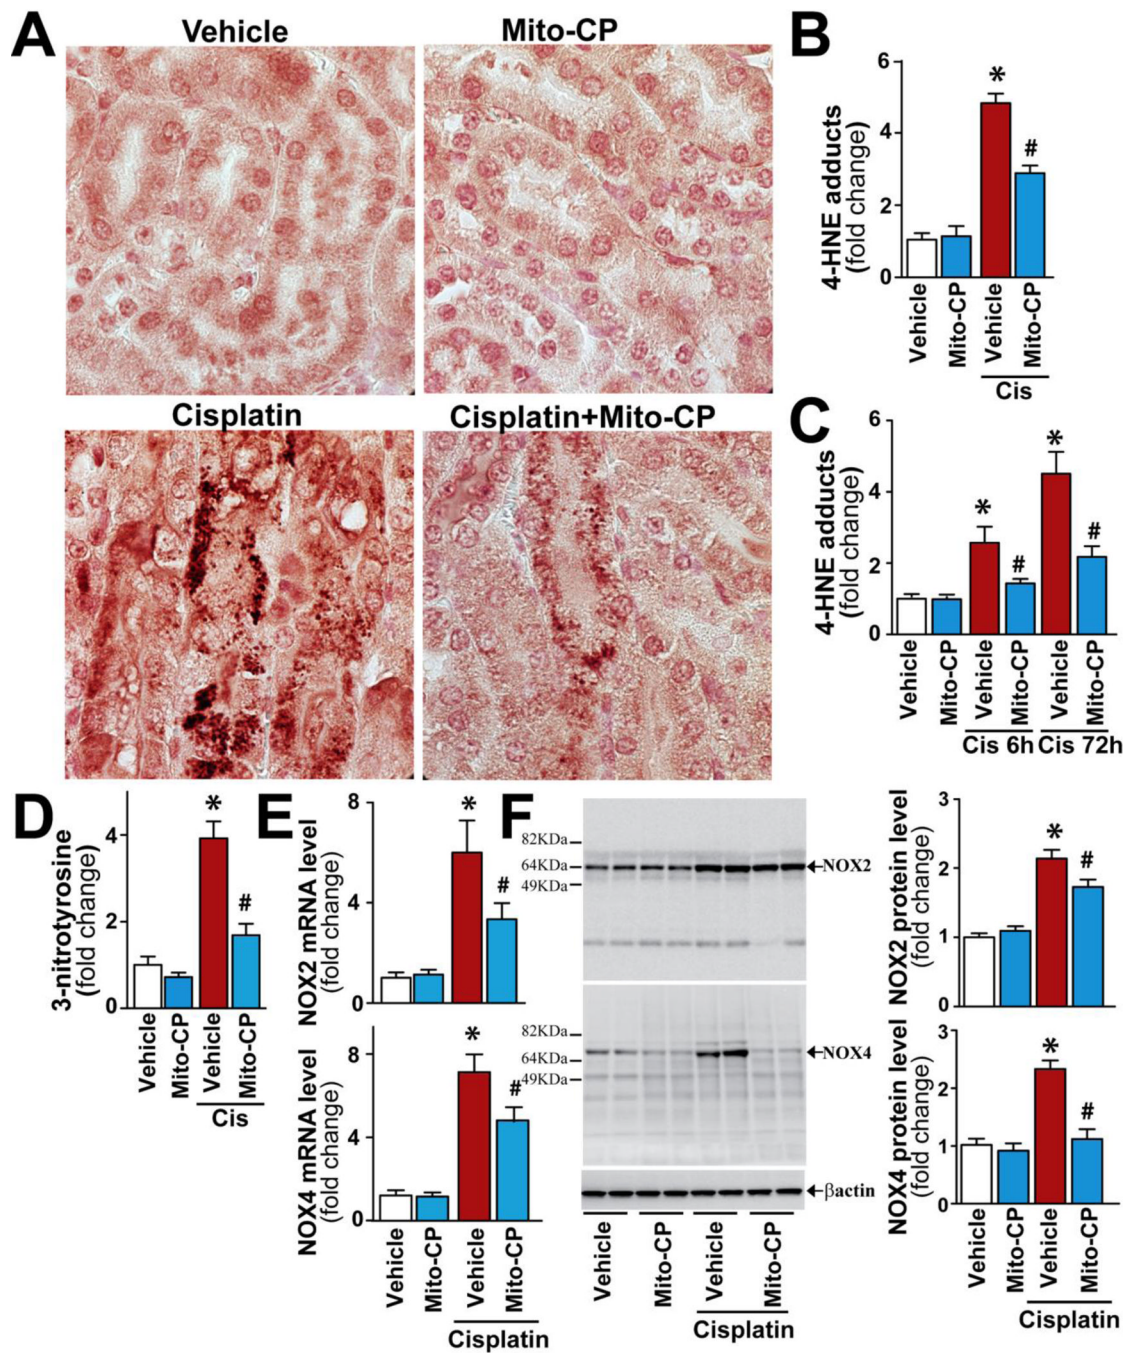 A
Vehicle
Mito-CP
Cisplatin
Cisplatin+Mito-CP
B
4-HNE adducts
(fold change)
6
4
2
0
*
#
Vehicle
Mito-CP
Vehicle
Mito-CP
Cis
C
4-HNE adducts
(fold change)
6
4
2
0
*
#
*
#
Vehicle
Mito-CP
Vehicle
Mito-CP
Vehicle
Mito-CP
Cis 6h
Cis 72h
D
3-nitrotyrosine
(fold change)
4
2
0
*
#
Vehicle
Mito-CP
Vehicle
Mito-CP
Cis
E
NOX2 mRNA level
(fold change)
8
4
0
*
#
NOX4 mRNA level
(fold change)
8
4
0
*
#
Vehicle
Mito-CP
Vehicle
Mito-CP
Cisplatin
F
82KDa
64KDa
49KDa
NOX2
82KDa
64KDa
49KDa
NOX4
βactin
Vehicle
Mito-CP
Vehicle
Mito-CP
Cisplatin
NOX2 protein level
(fold change)
3
2
1
0
*
#
NOX4 protein level
(fold change)
3
2
1
0
*
#
Vehicle
Mito-CP
Vehicle
Mito-CP
Cisplatin